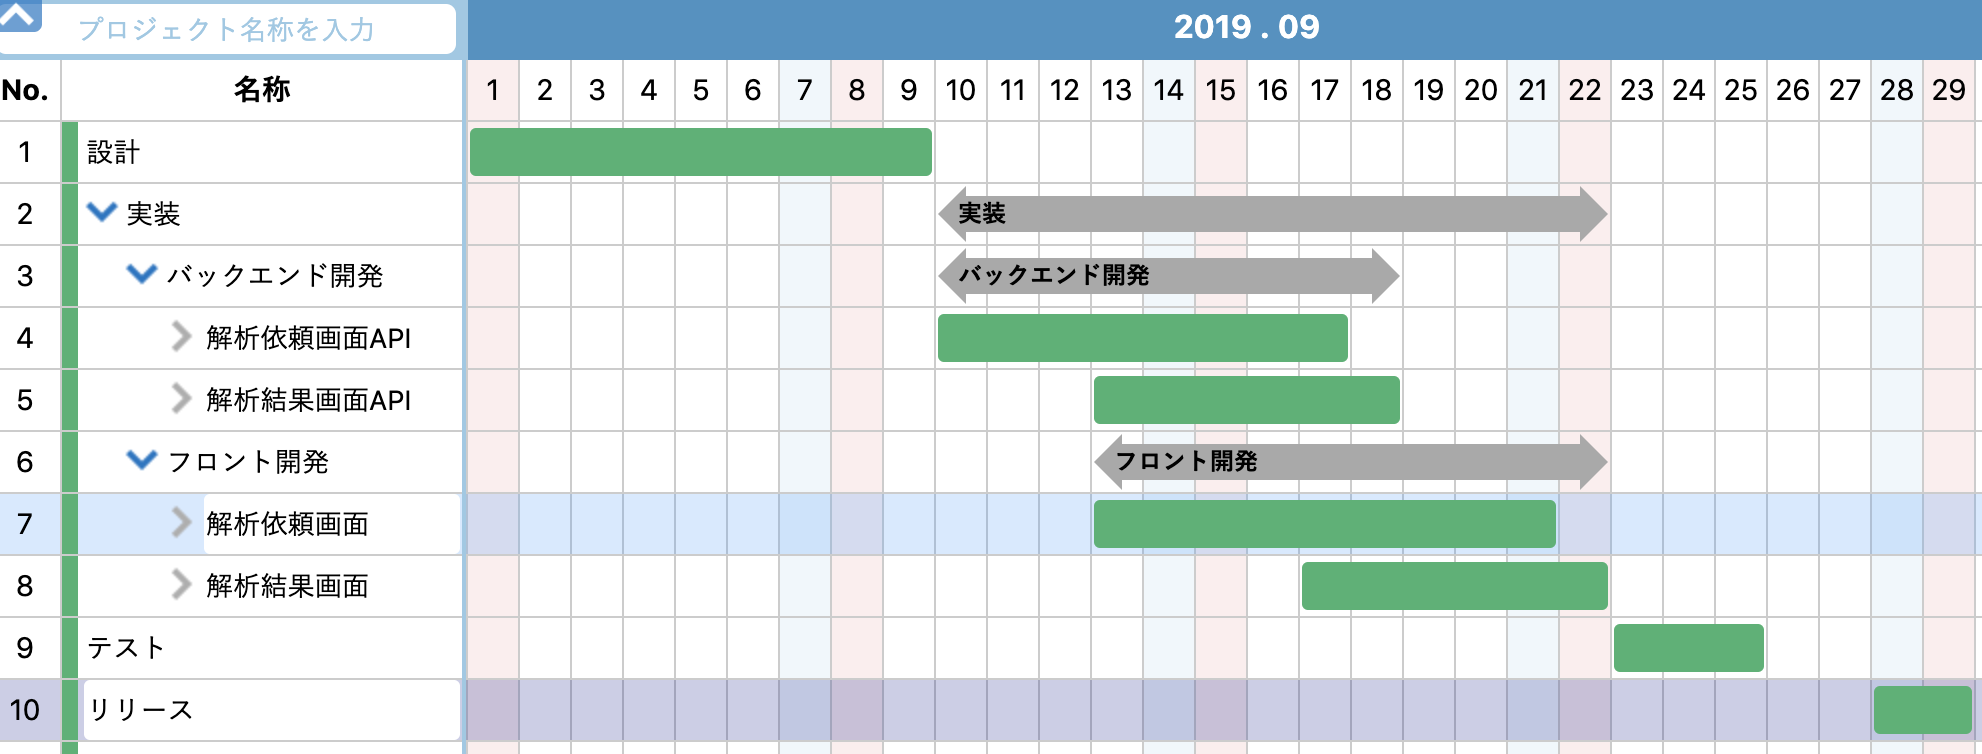 プロジェクト名称を入力
2019 . 09
No. 名称 1 2 3 4 5 6 7 8 9 10 11 12 13 14 15 16 17 18 19 20 21 22 23 24 25 26 27 28 29
1 設計
2 実装 実装
3 バックエンド開発 バックエンド開発
4 解析依頼画面API
5 解析結果画面API
6 フロント開発 フロント開発
7 解析依頼画面
8 解析結果画面
9 テスト
10 リリース